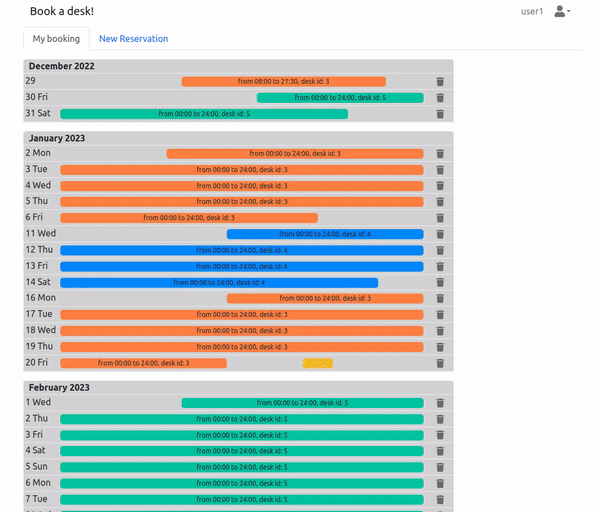 Book a desk!
user1
My booking
New Reservation
December 2022
29 from 08:00 to 21:30, desk id: 3
30 Fri from 00:00 to 24:00, desk id: 5
31 Sat from 00:00 to 24:00, desk id: 5
January 2023
2 Mon from 00:00 to 24:00, desk id: 3
3 Tue from 00:00 to 24:00, desk id: 3
4 Wed from 00:00 to 24:00, desk id: 3
5 Thu from 00:00 to 24:00, desk id: 3
6 Fri from 00:00 to 24:00, desk id: 3
11 Wed from 00:00 to 24:00, desk id: 4
12 Thu from 00:00 to 24:00, desk id: 4
13 Fri from 00:00 to 24:00, desk id: 4
14 Sat from 00:00 to 24:00, desk id: 4
16 Mon from 00:00 to 24:00, desk id: 3
17 Tue from 00:00 to 24:00, desk id: 3
18 Wed from 00:00 to 24:00, desk id: 3
19 Thu from 00:00 to 24:00, desk id: 3
20 Fri from 00:00 to 24:00, desk id: 3
February 2023
1 Wed from 00:00 to 24:00, desk id: 5
2 Thu from 00:00 to 24:00, desk id: 5
3 Fri from 00:00 to 24:00, desk id: 5
4 Sat from 00:00 to 24:00, desk id: 5
5 Sun from 00:00 to 24:00, desk id: 5
6 Mon from 00:00 to 24:00, desk id: 5
7 Tue from 00:00 to 24:00, desk id: 5